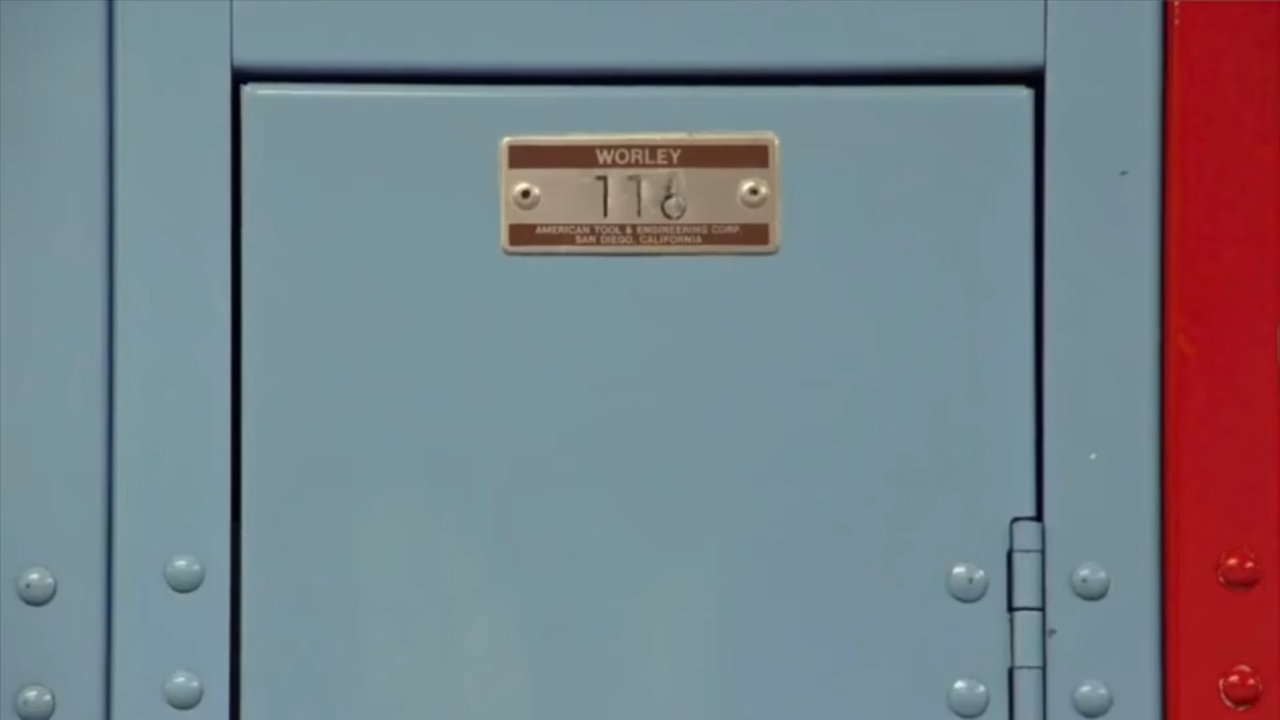 WORLEY
116
AMERICAN TOOL & ENGINEERING CORP.
SAN DIEGO, CALIFORNIA